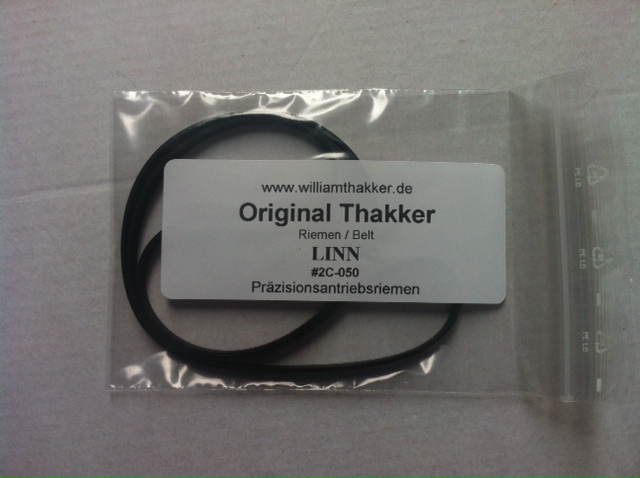 www.williamthakker.de
Original Thakker
Riemen / Belt
LINN
#2C-050
Präzisionsantriebsriemen